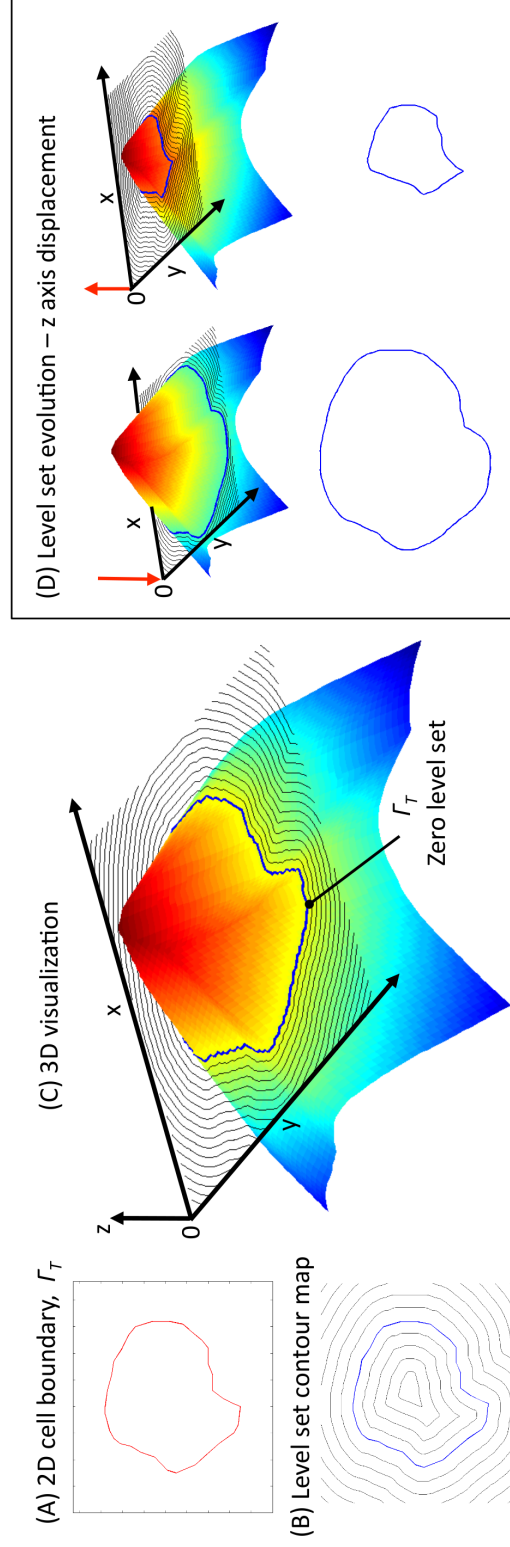 (A) 2D cell boundary, Γ_T
(B) Level set contour map
(C) 3D visualization
z
0
x
y
Γ_T
Zero level set
(D) Level set evolution – z axis displacement
0
x
y
0
x
y